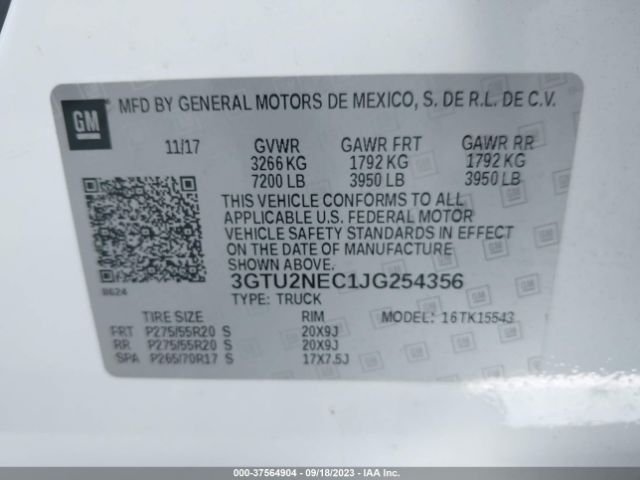 GM
MFD BY GENERAL MOTORS DE MEXICO, S. DE R.L. DE C.V.
11/17 GVWR GAWR FRT GAWR RR
3266 KG 1792 KG 1792 KG
7200 LB 3950 LB 3950 LB
THIS VEHICLE CONFORMS TO ALL
APPLICABLE U.S. FEDERAL MOTOR
VEHICLE SAFETY STANDARDS IN EFFECT
ON THE DATE OF MANUFACTURE
SHOWN ABOVE.
8624
3GTU2NEC1JG254356
TYPE: TRUCK
TIRE SIZE RIM MODEL: 16TK15543
FRT P275/55R20 S 20X9J
RR P275/55R20 S 20X9J
SPA P265/70R17 S 17X7.5J
000-37564904 / 09/18/2023 / IAAI.COM